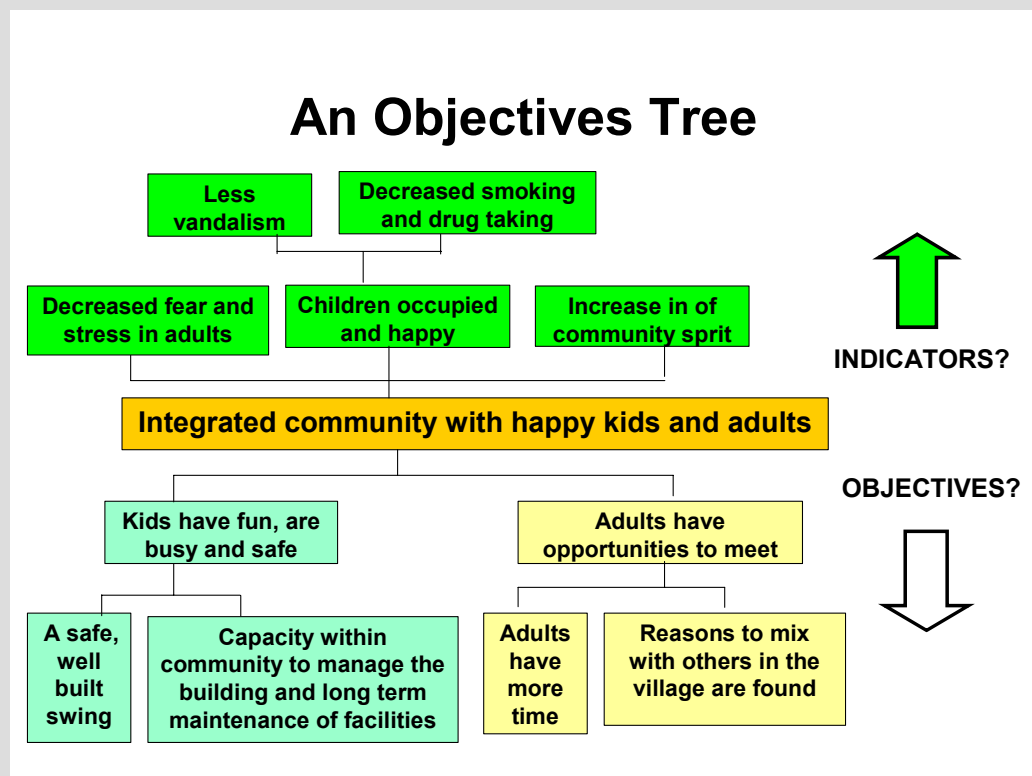 An Objectives Tree
Less
vandalism
Decreased smoking
and drug taking
Decreased fear and
stress in adults
Children occupied
and happy
Increase in of
community sprit
INDICATORS?
Integrated community with happy kids and adults
OBJECTIVES?
Kids have fun, are
busy and safe
Adults have
opportunities to meet
A safe,
well
built
swing
Capacity within
community to manage the
building and long term
maintenance of facilities
Adults
have
more
time
Reasons to mix
with others in the
village are found